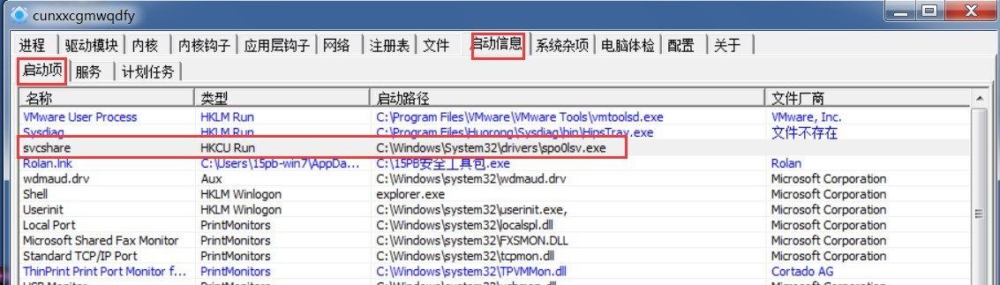 cunxxcgmwqdfy
进程 驱动模块 内核 内核钩子 应用层钩子 网络 注册表 文件 启动信息 系统杂项 电脑体检 配置 关于
启动项 服务 计划任务
名称 类型 启动路径 文件厂商
VMware User Process HKLM Run C:\Program Files\VMware\VMware Tools\vmtoolsd.exe VMware, Inc.
Sysdiag HKLM Run C:\Program Files\Huorong\Sysdiag\bin\HipsTray.exe 文件不存在
svcshare HKCU Run C:\Windows\System32\drivers\spo0lsv.exe
Rolan.lnk C:\Users\15pb-win7\AppDa... C:\15PB安全工具包.exe Rolan
wdmaud.drv Aux C:\Windows\system32\wdmaud.drv Microsoft Corporation
Shell HKLM Winlogon explorer.exe Microsoft Corporation
Userinit HKLM Winlogon C:\Windows\system32\userinit.exe, Microsoft Corporation
Local Port PrintMonitors C:\Windows\system32\localspl.dll Microsoft Corporation
Microsoft Shared Fax Monitor PrintMonitors C:\Windows\system32\FXSMON.DLL Microsoft Corporation
Standard TCP/IP Port PrintMonitors C:\Windows\system32\tcpmon.dll Microsoft Corporation
ThinPrint Print Port Monitor f... PrintMonitors C:\Windows\system32\TPVMMon.dll Cortado AG
USB Monitor PrintMonitors C:\Windows\system32\usbmon.dll Microsoft Corporation